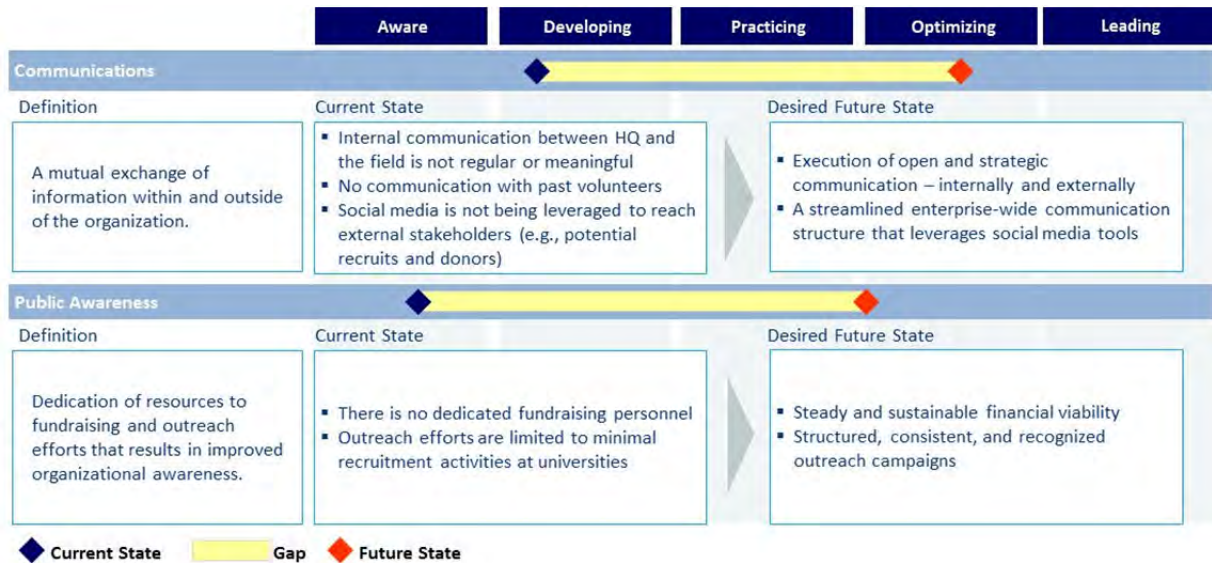 Aware Developing Practicing Optimizing Leading
Communications
Definition
A mutual exchange of
information within and outside
of the organization.
Current State
▪ Internal communication between HQ and
the field is not regular or meaningful
▪ No communication with past volunteers
▪ Social media is not being leveraged to reach
external stakeholders (e.g., potential
recruits and donors)
Desired Future State
▪ Execution of open and strategic
communication – internally and externally
▪ A streamlined enterprise-wide communication
structure that leverages social media tools
Public Awareness
Definition
Dedication of resources to
fundraising and outreach
efforts that results in improved
organizational awareness.
Current State
▪ There is no dedicated fundraising personnel
▪ Outreach efforts are limited to minimal
recruitment activities at universities
Desired Future State
▪ Steady and sustainable financial viability
▪ Structured, consistent, and recognized
outreach campaigns
Current State Gap Future State